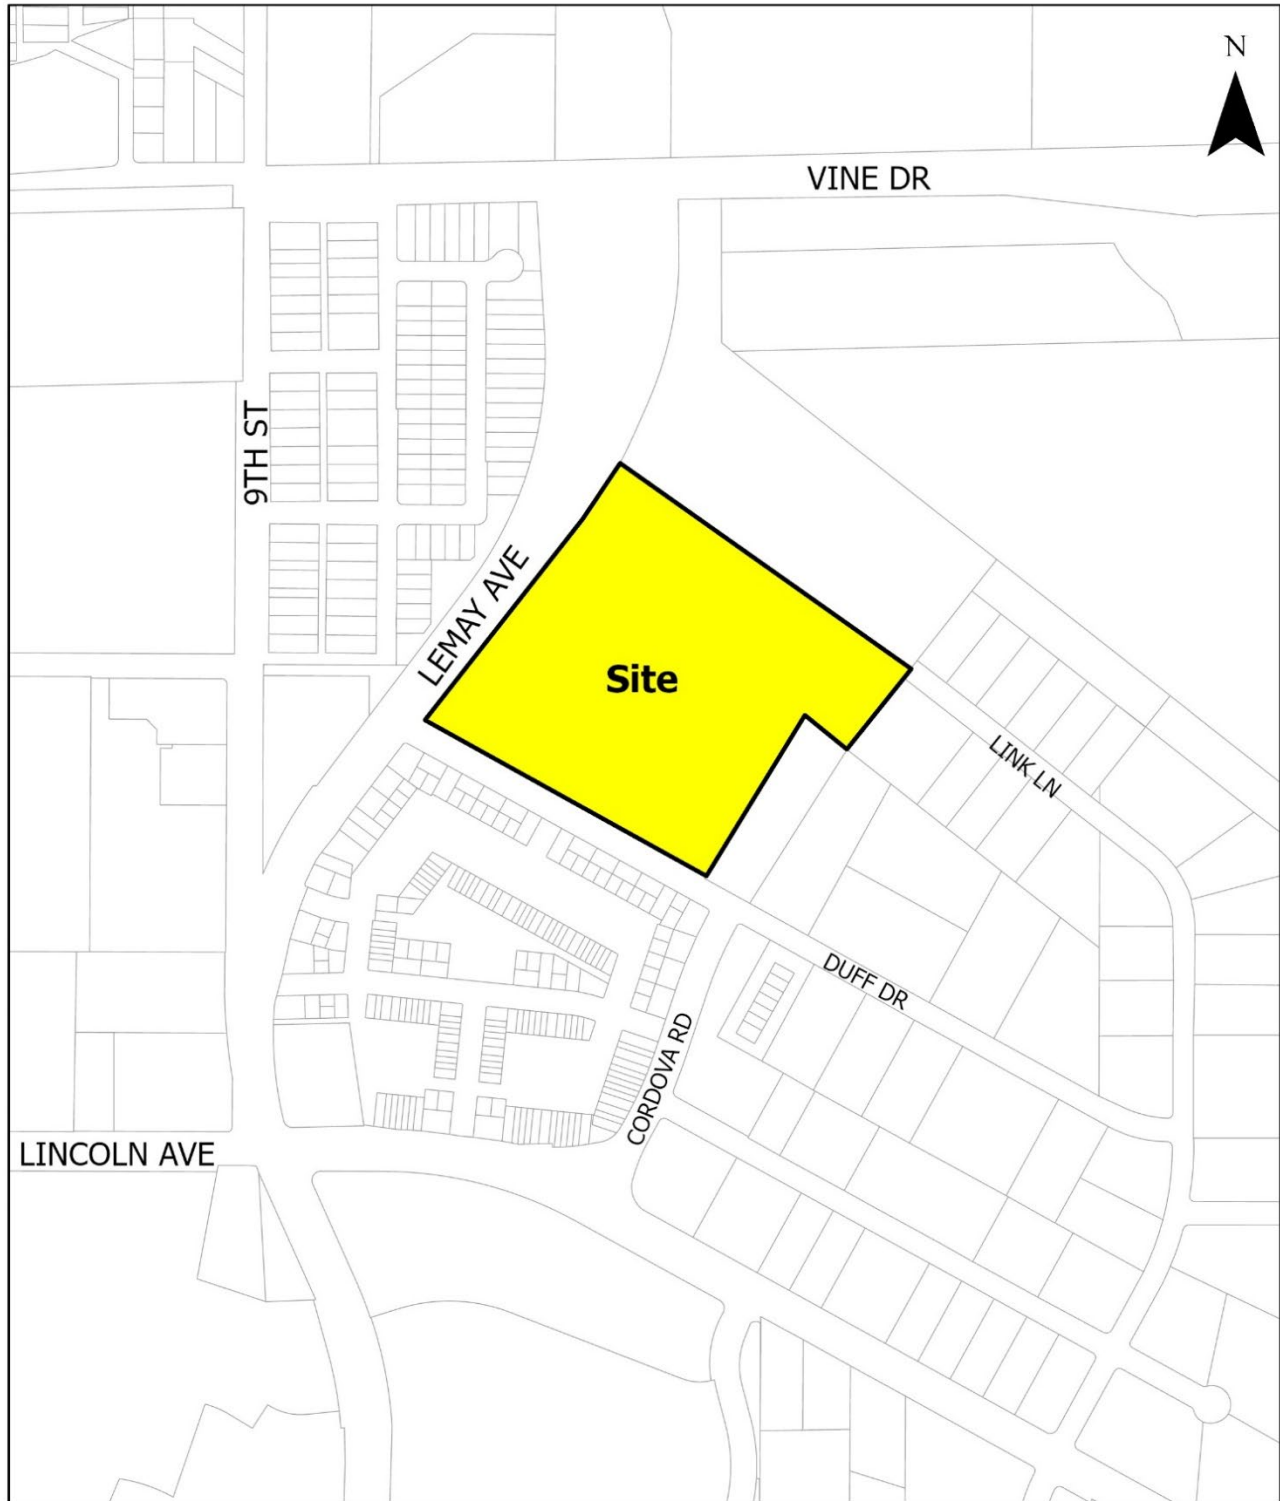 N
VINE DR
9TH ST
LEMAY AVE
Site
LINK LN
DUFF DR
CORDOVA RD
LINCOLN AVE